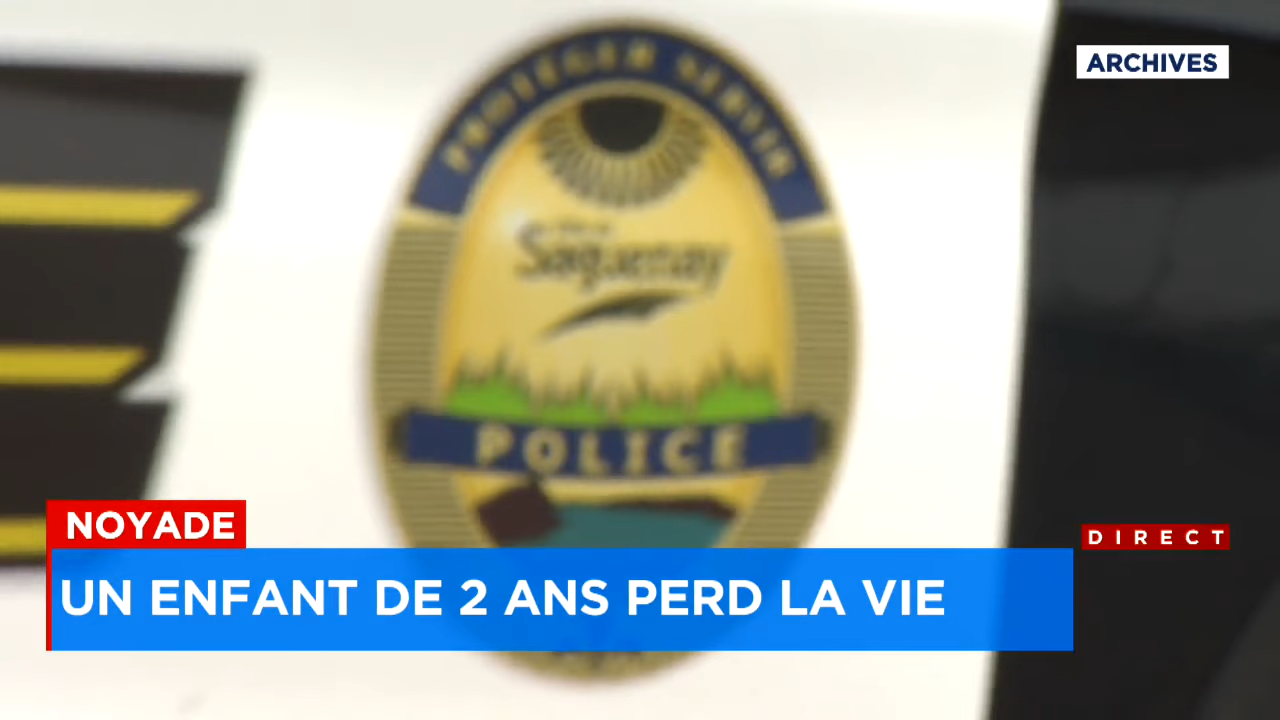 ARCHIVES
PROTÉGER SERVIR
Saguenay
POLICE
NOYADE
DIRECT
UN ENFANT DE 2 ANS PERD LA VIE